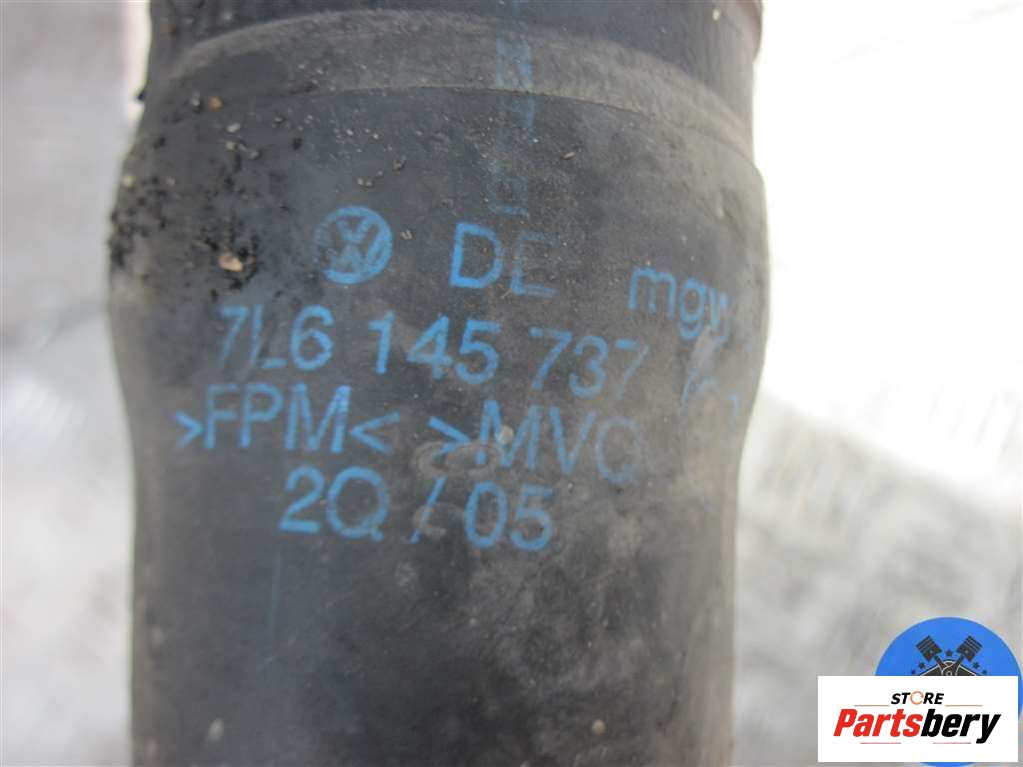 DE mgw
7L6 145 737
>FPM< >MVQ
2Q / 05
STORE
Partsbery